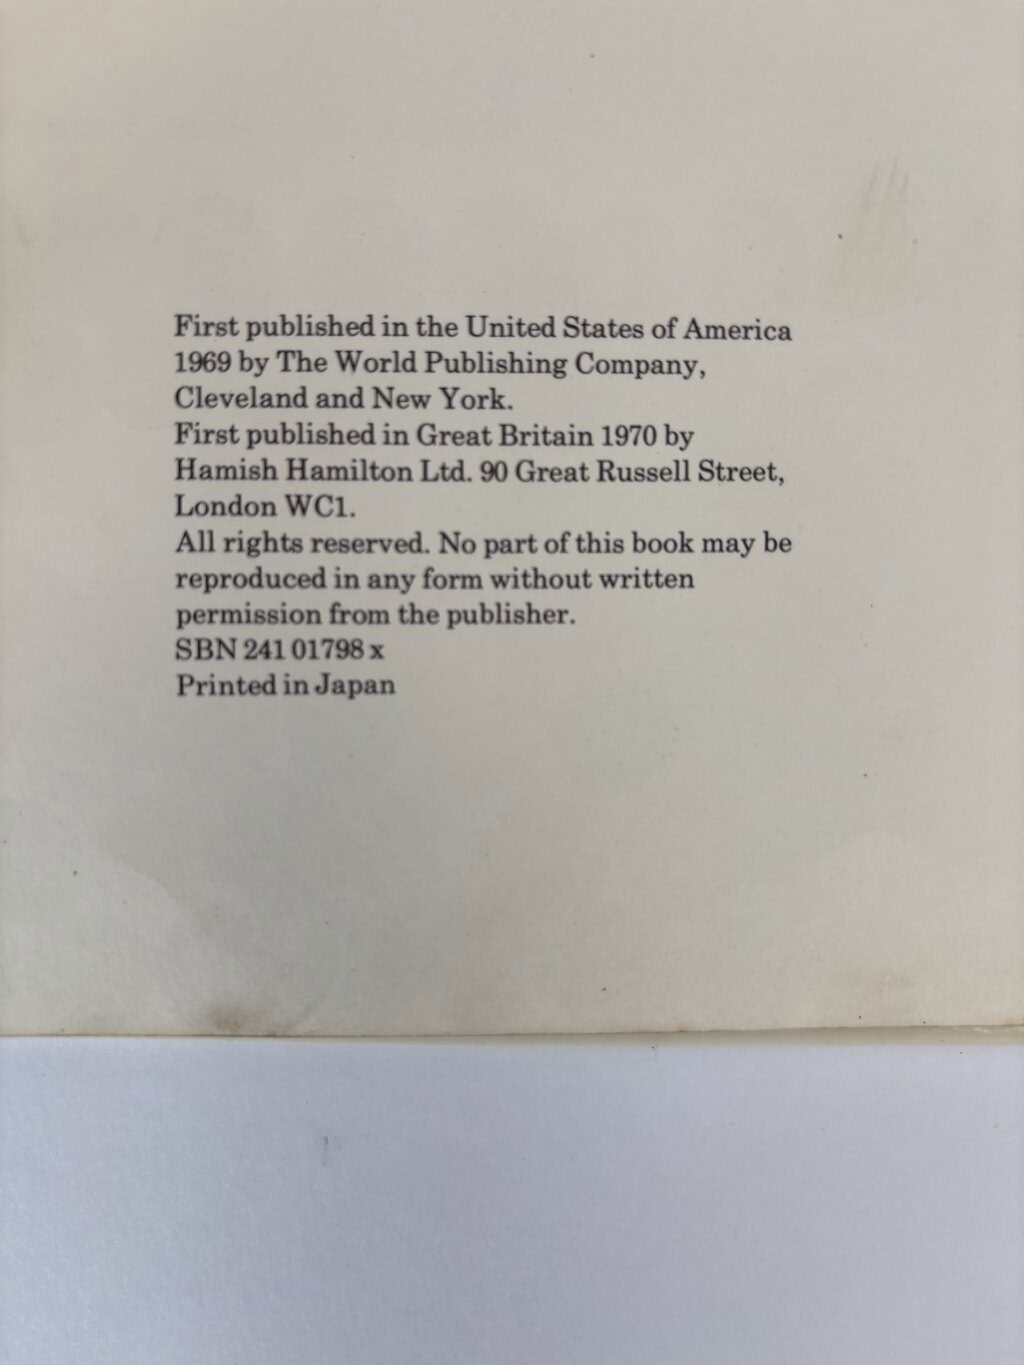 First published in the United States of America
1969 by The World Publishing Company,
Cleveland and New York.
First published in Great Britain 1970 by
Hamish Hamilton Ltd. 90 Great Russell Street,
London WC1.
All rights reserved. No part of this book may be
reproduced in any form without written
permission from the publisher.
SBN 241 01798 x
Printed in Japan